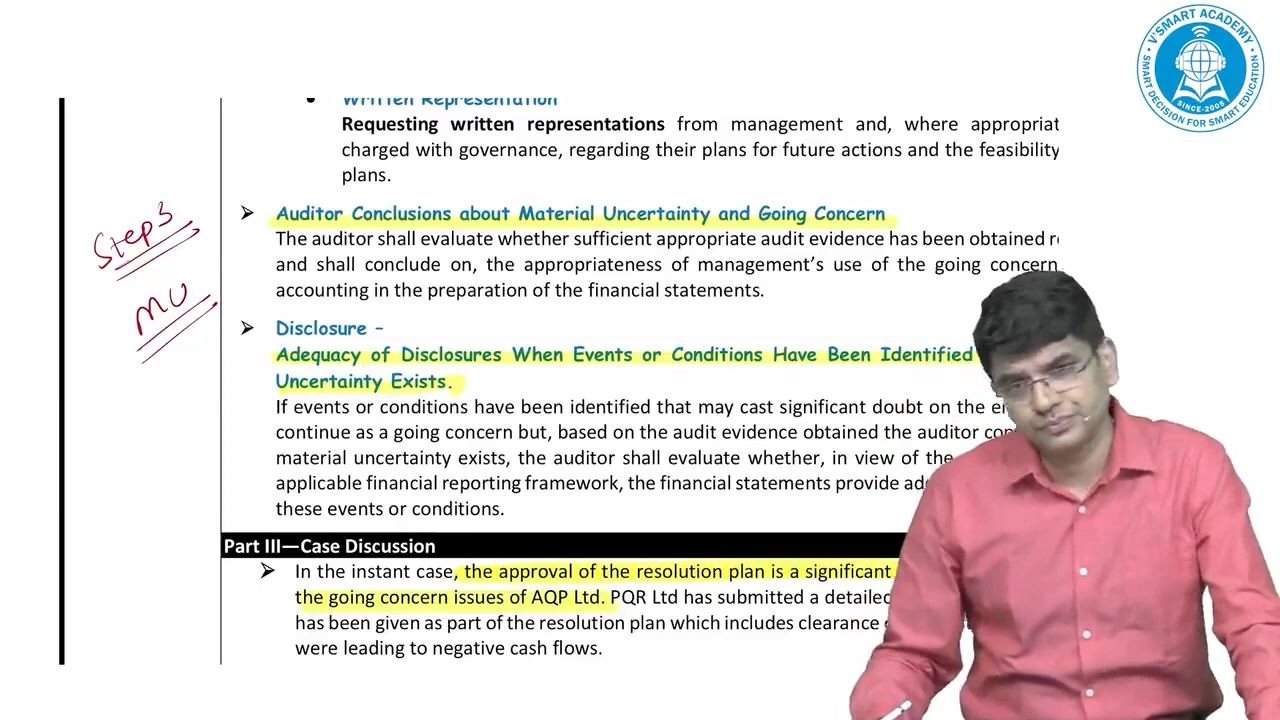 V'SMART ACADEMY
SMART DECISION FOR SMART EDUCATION
SINCE-2005
• Written Representation
Requesting written representations from management and, where appropriat
charged with governance, regarding their plans for future actions and the feasibility
plans.
Step 3
MU
➢ Auditor Conclusions about Material Uncertainty and Going Concern
The auditor shall evaluate whether sufficient appropriate audit evidence has been obtained r
and shall conclude on, the appropriateness of management's use of the going concern
accounting in the preparation of the financial statements.
➢ Disclosure –
Adequacy of Disclosures When Events or Conditions Have Been Identified
Uncertainty Exists.
If events or conditions have been identified that may cast significant doubt on the
continue as a going concern but, based on the audit evidence obtained the auditor
material uncertainty exists, the auditor shall evaluate whether, in view of the
applicable financial reporting framework, the financial statements provide
these events or conditions.
Part III—Case Discussion
➢ In the instant case, the approval of the resolution plan is a significant
the going concern issues of AQP Ltd. PQR Ltd has submitted a detailed
has been given as part of the resolution plan which includes clearance
were leading to negative cash flows.